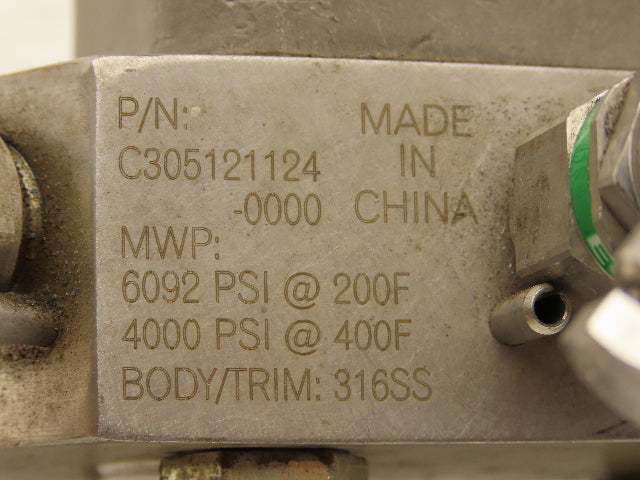 P/N:
C305121124
-0000
MADE
IN
CHINA
MWP:
6092 PSI @ 200F
4000 PSI @ 400F
BODY/TRIM: 316SS